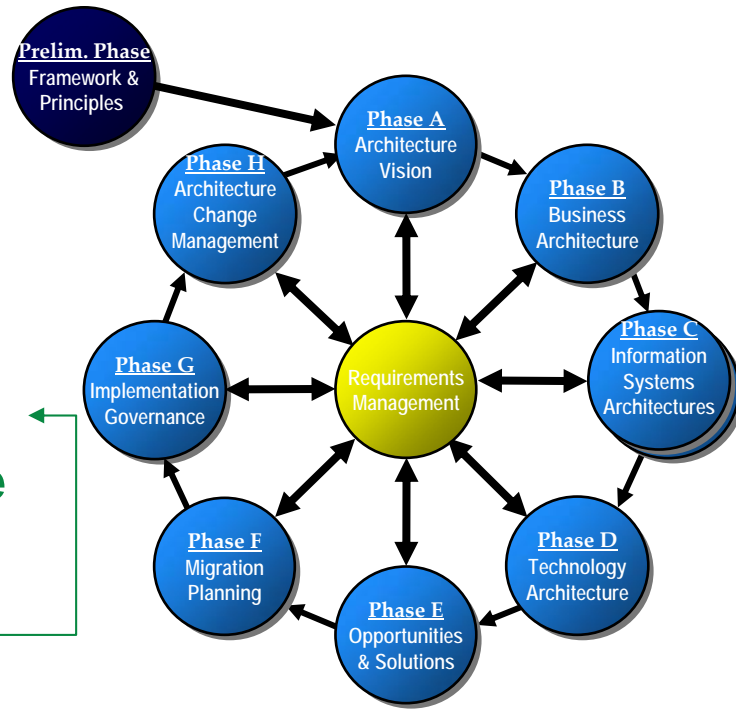 Prelim. Phase
Framework &
Principles
Phase A
Architecture
Vision
Phase H
Architecture
Change
Management
Phase B
Business
Architecture
Phase C
Information
Systems
Architectures
Phase G
Implementation
Governance
Requirements
Management
e
Phase D
Technology
Architecture
Phase F
Migration
Planning
Phase E
Opportunities
& Solutions